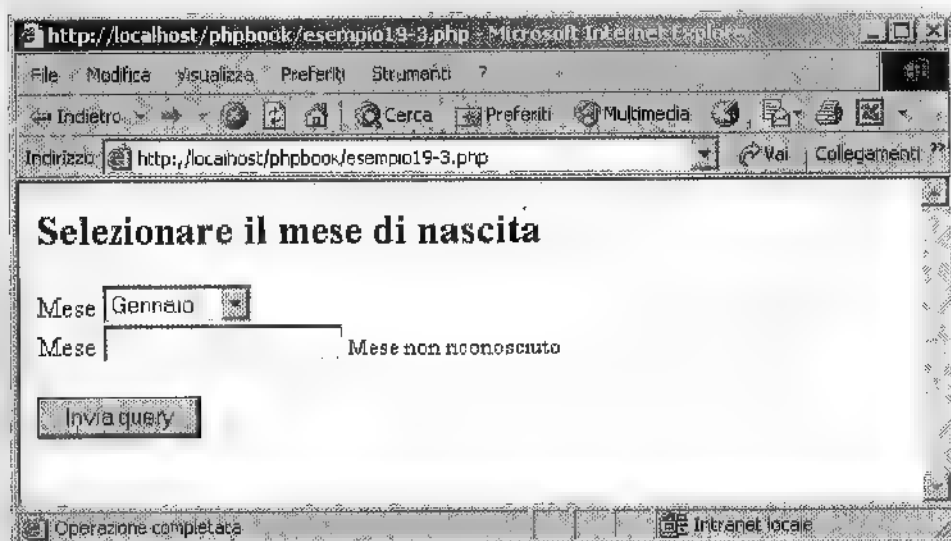 http://localhost/phpbook/esempio19-3.php - Microsoft Internet Explorer
File Modifica Visualizza Preferiti Strumenti ?
Indietro Cerca Preferiti Multimedia
Indirizzo http://localhost/phpbook/esempio19-3.php Vai Collegamenti »
Selezionare il mese di nascita
Mese Gennaio
Mese Mese non riconosciuto
Invia query
Operazione completata Intranet locale